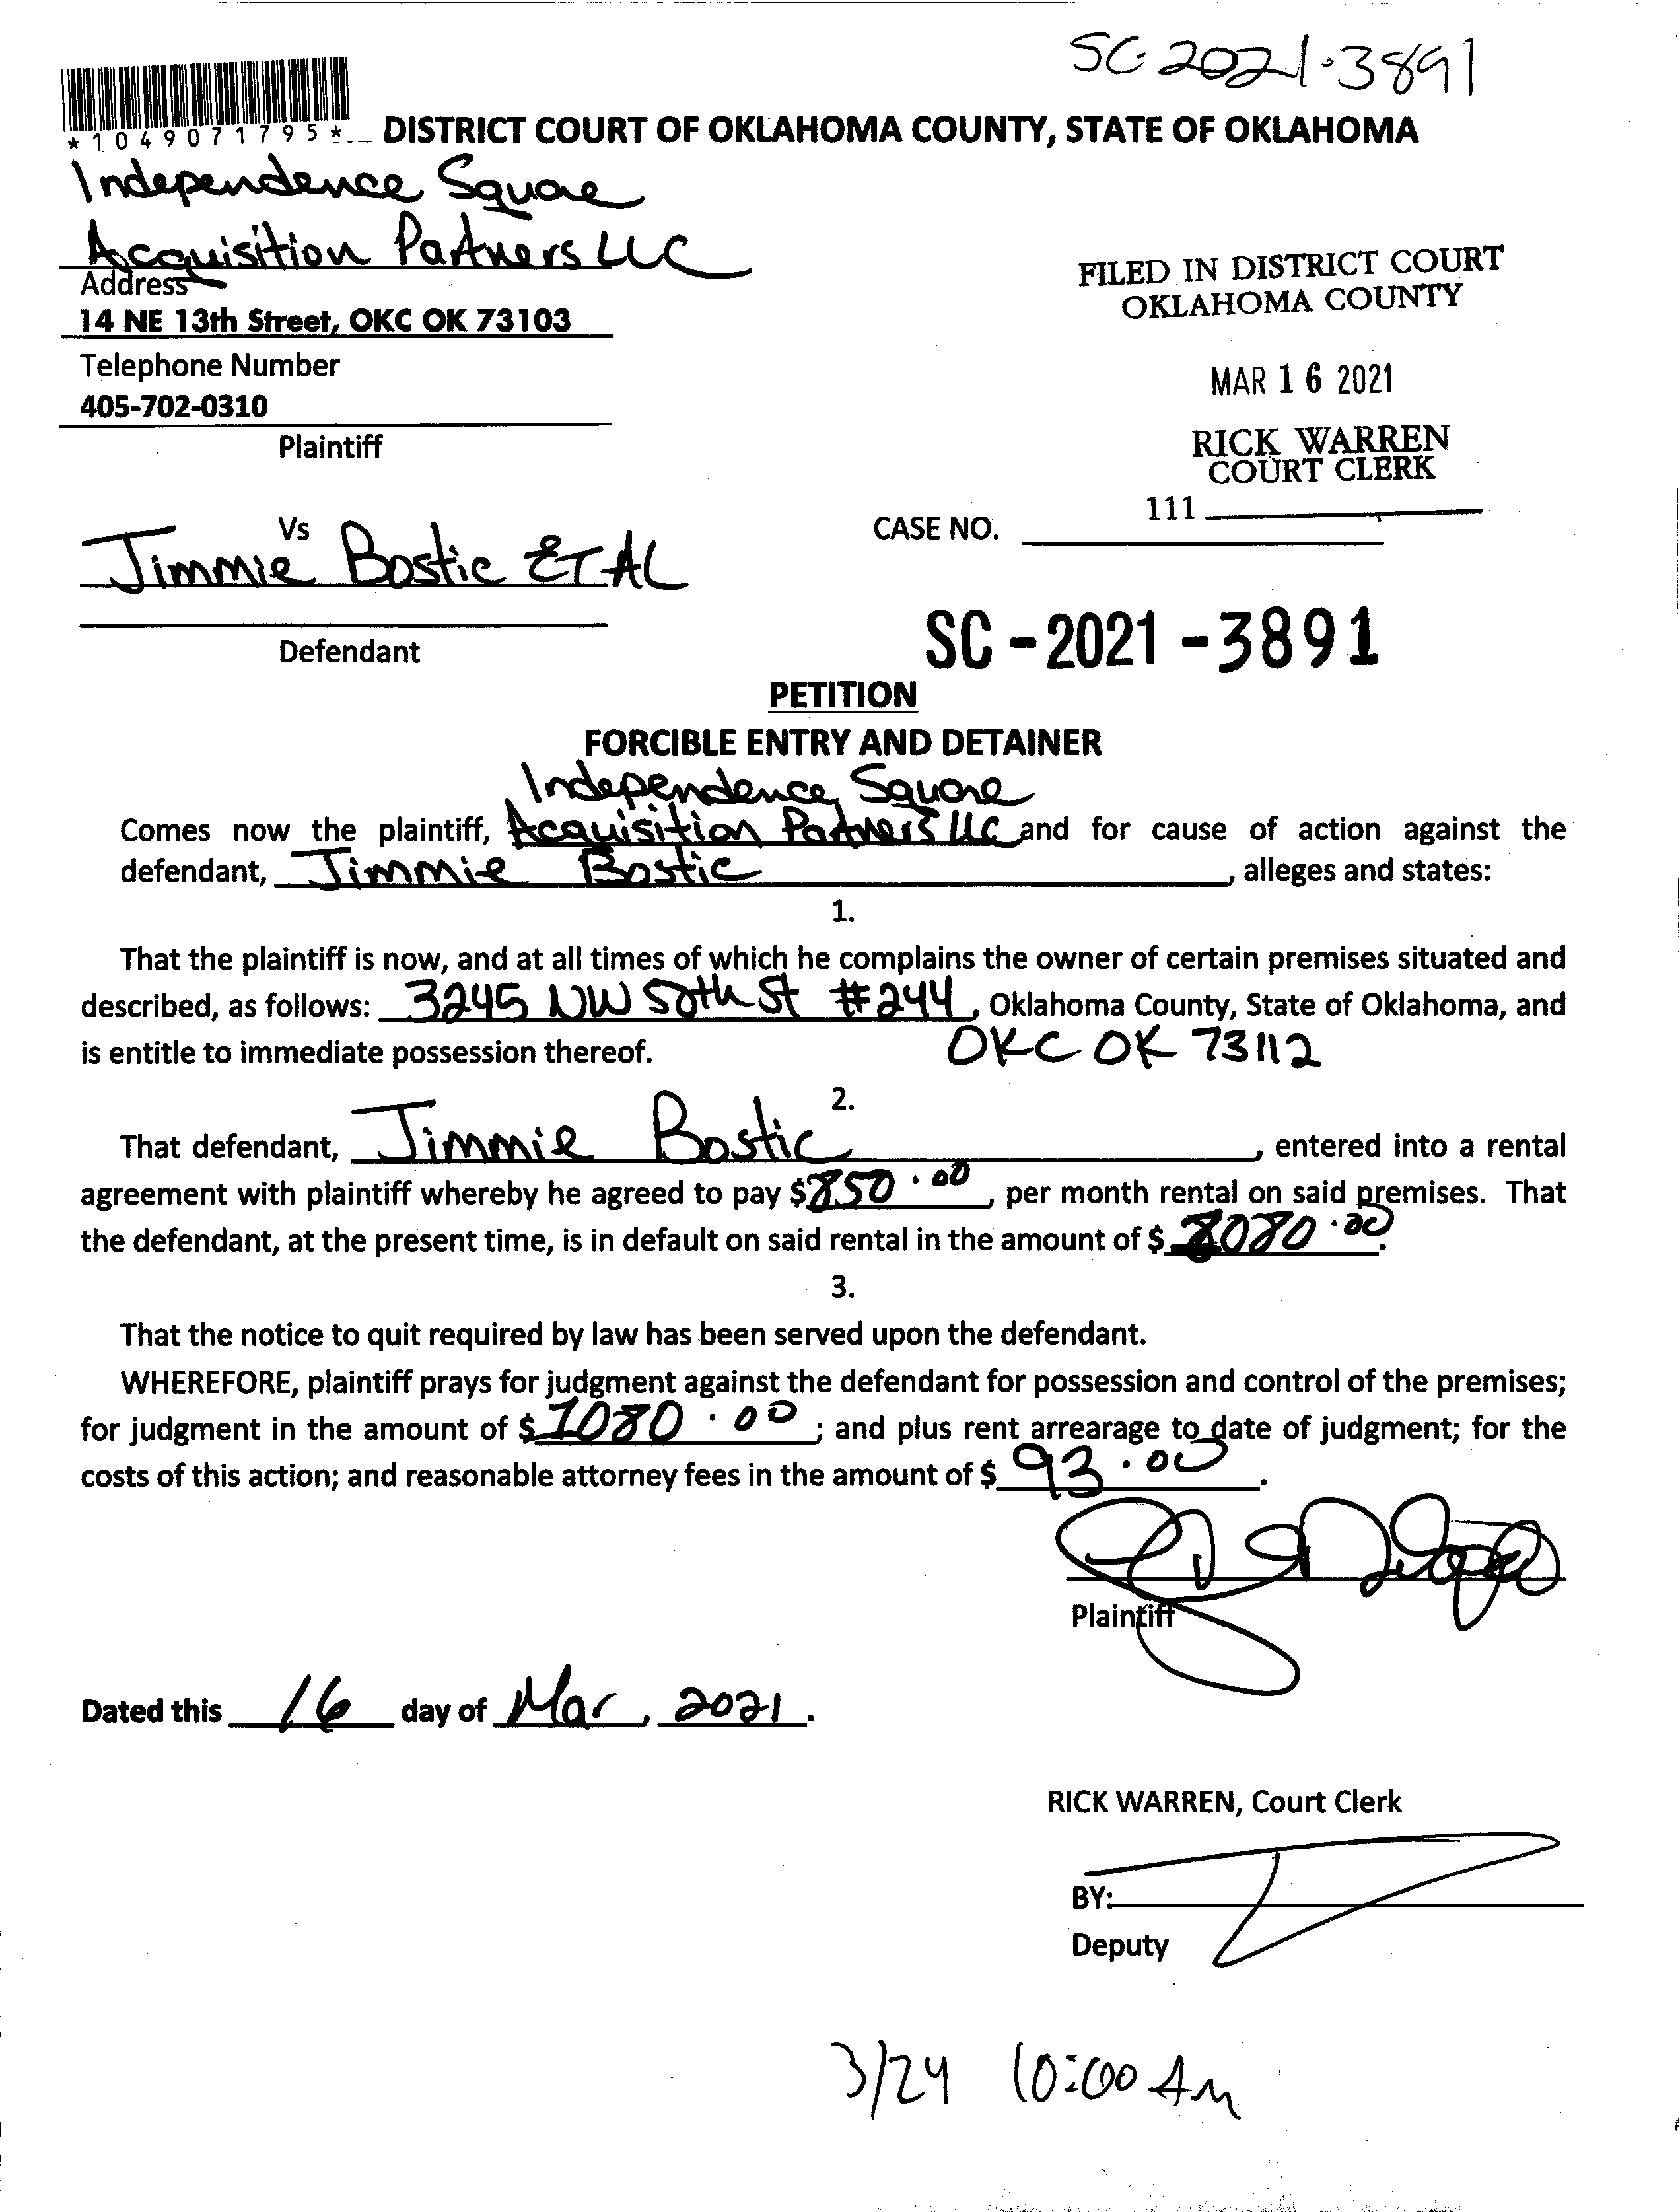 SC-2021-3891
*1049071795*
DISTRICT COURT OF OKLAHOMA COUNTY, STATE OF OKLAHOMA
Independence Square
Acquisition Partners LLC
Address
14 NE 13th Street, OKC OK 73103
Telephone Number
405-702-0310
Plaintiff
FILED IN DISTRICT COURT
OKLAHOMA COUNTY
MAR 16 2021
RICK WARREN
COURT CLERK
111
Vs
CASE NO.
Jimmie Bostic ET AL
Defendant
SC-2021-3891
PETITION
FORCIBLE ENTRY AND DETAINER
Independence Square
Comes now the plaintiff, Acquisition Partners LLC and for cause of action against the
defendant, Jimmie Bostic, alleges and states:
1.
That the plaintiff is now, and at all times of which he complains the owner of certain premises situated and
described, as follows: 3245 NW 50th St #244, Oklahoma County, State of Oklahoma, and
is entitle to immediate possession thereof. OKC OK 73112
2.
That defendant, Jimmie Bostic, entered into a rental
agreement with plaintiff whereby he agreed to pay $850.00, per month rental on said premises. That
the defendant, at the present time, is in default on said rental in the amount of $
3.
That the notice to quit required by law has been served upon the defendant.
WHEREFORE, plaintiff prays for judgment against the defendant for possession and control of the premises;
for judgment in the amount of $ 1080.00; and plus rent arrearage to date of judgment; for the
costs of this action; and reasonable attorney fees in the amount of $ 93.00.
Plaintiff
Dated this 16 day of Mar, 2021.
RICK WARREN, Court Clerk
BY:
Deputy
3/24 10:00 AM